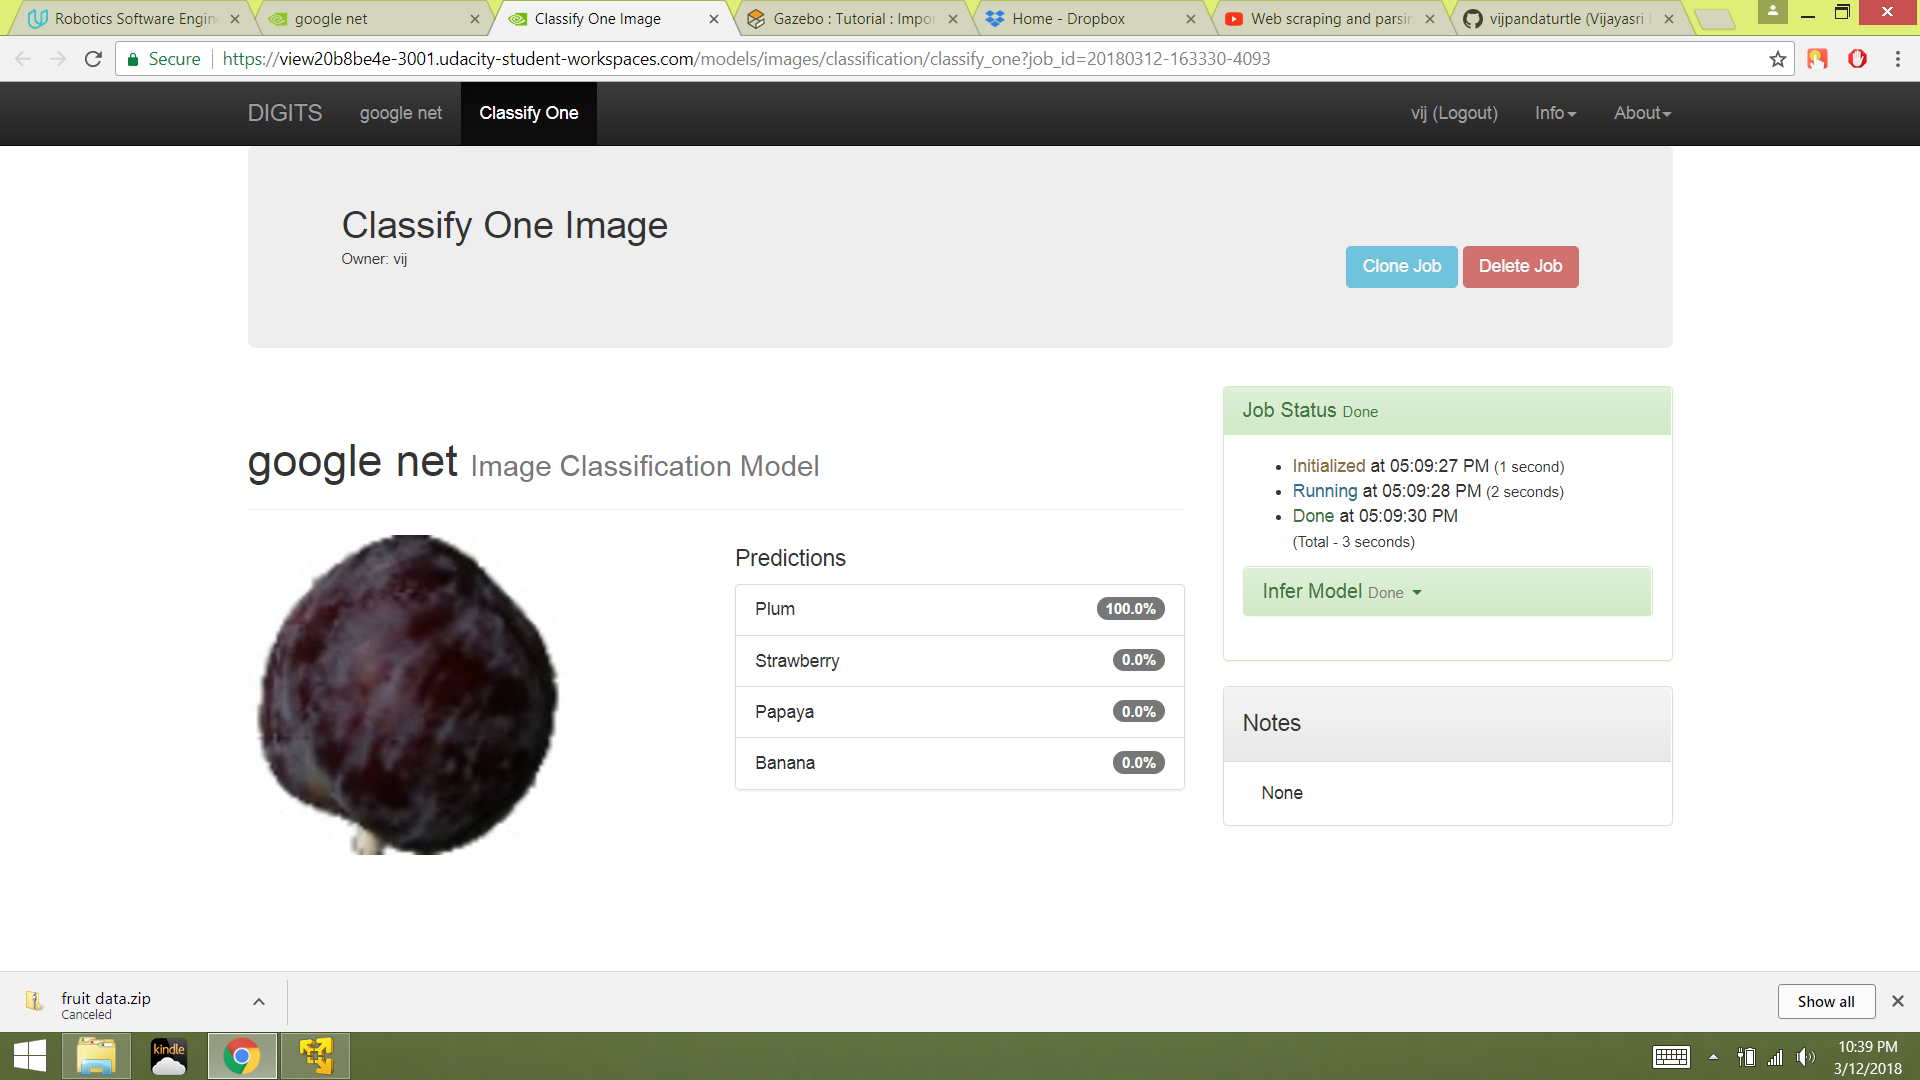 Robotics Software Engin
google net
Classify One Image
Gazebo : Tutorial : Impor
Home - Dropbox
Web scraping and parsin
vijpandaturtle (Vijayasri
Secure
https://view20b8be4e-3001.udacity-student-workspaces.com/models/images/classification/classify_one?job_id=20180312-163330-4093
DIGITS google net Classify One vij (Logout) Info About
Classify One Image
Owner: vij
Clone Job Delete Job
google net Image Classification Model
Predictions
Plum 100.0%
Strawberry 0.0%
Papaya 0.0%
Banana 0.0%
Job Status Done
Initialized at 05:09:27 PM (1 second)
Running at 05:09:28 PM (2 seconds)
Done at 05:09:30 PM
(Total - 3 seconds)
Infer Model Done
Notes
None
fruit data.zip
Canceled
Show all
kindle
10:39 PM
3/12/2018